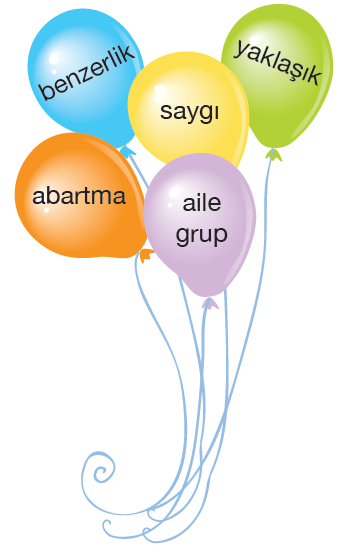 benzerlik
yaklaşık
saygı
abartma
aile
grup